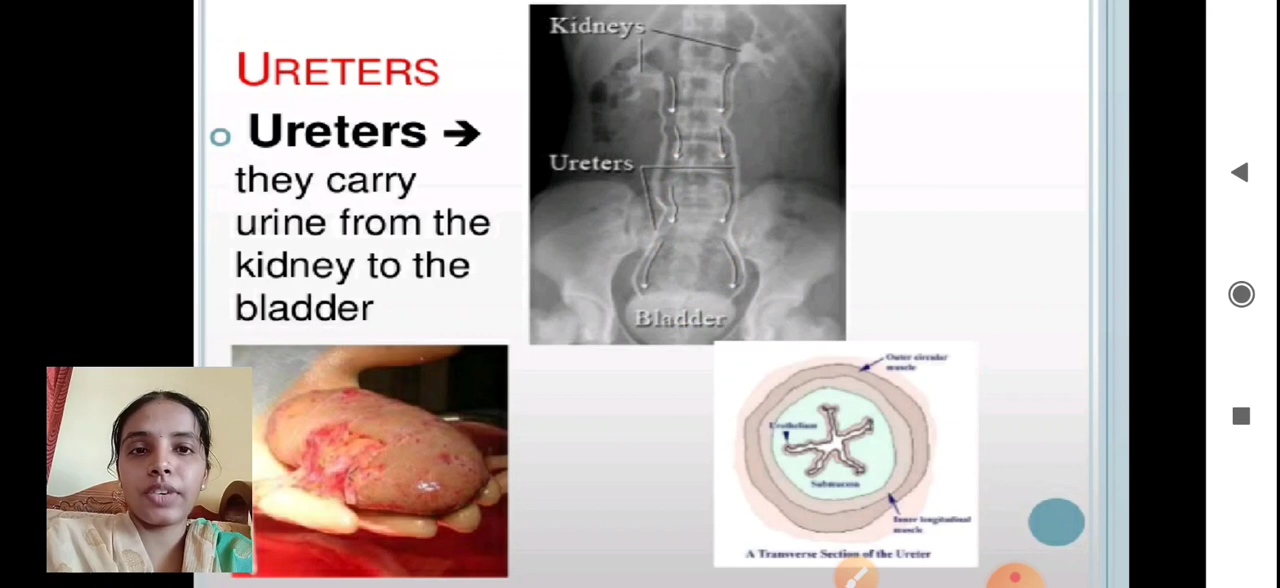 URETERS
Ureters ➔
they carry
urine from the
kidney to the
bladder
Kidneys
Ureters
Bladder
Outer circular
muscle
Urothelium
Submucosa
Inner longitudinal
muscle
A Transverse Section of the Ureter